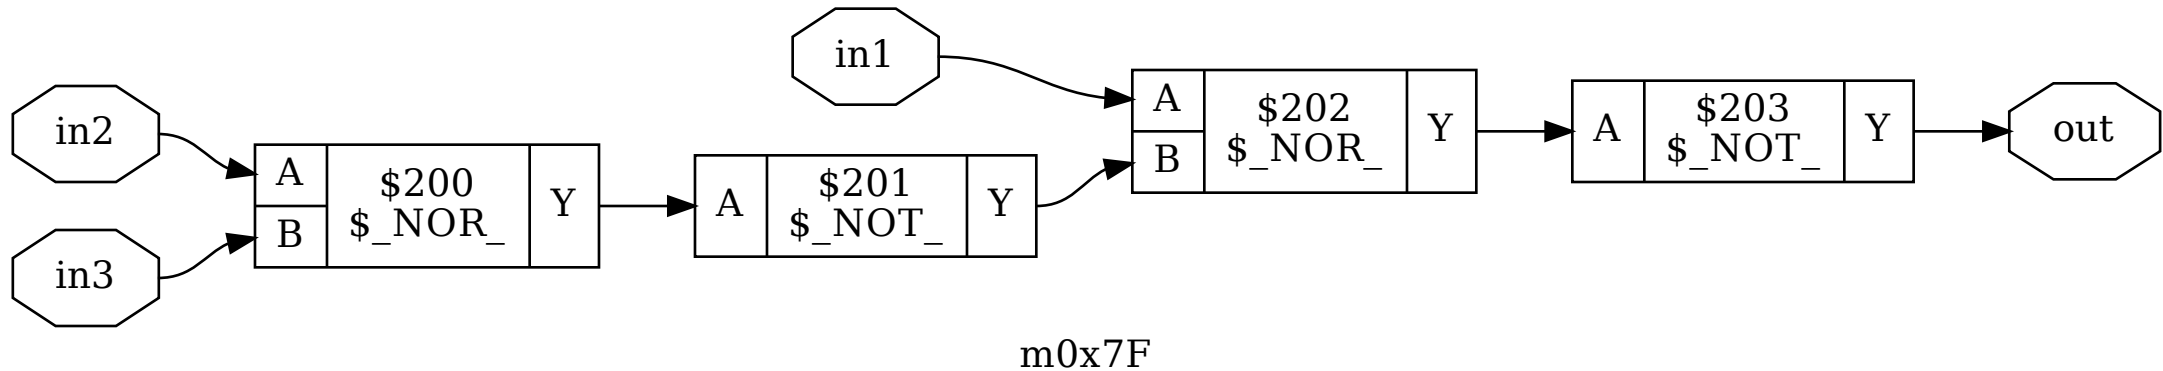 in2
in3
A
B
$200
$_NOR_
Y
A
$201
$_NOT_
Y
in1
A
B
$202
$_NOR_
Y
A
$203
$_NOT_
Y
out
m0x7F